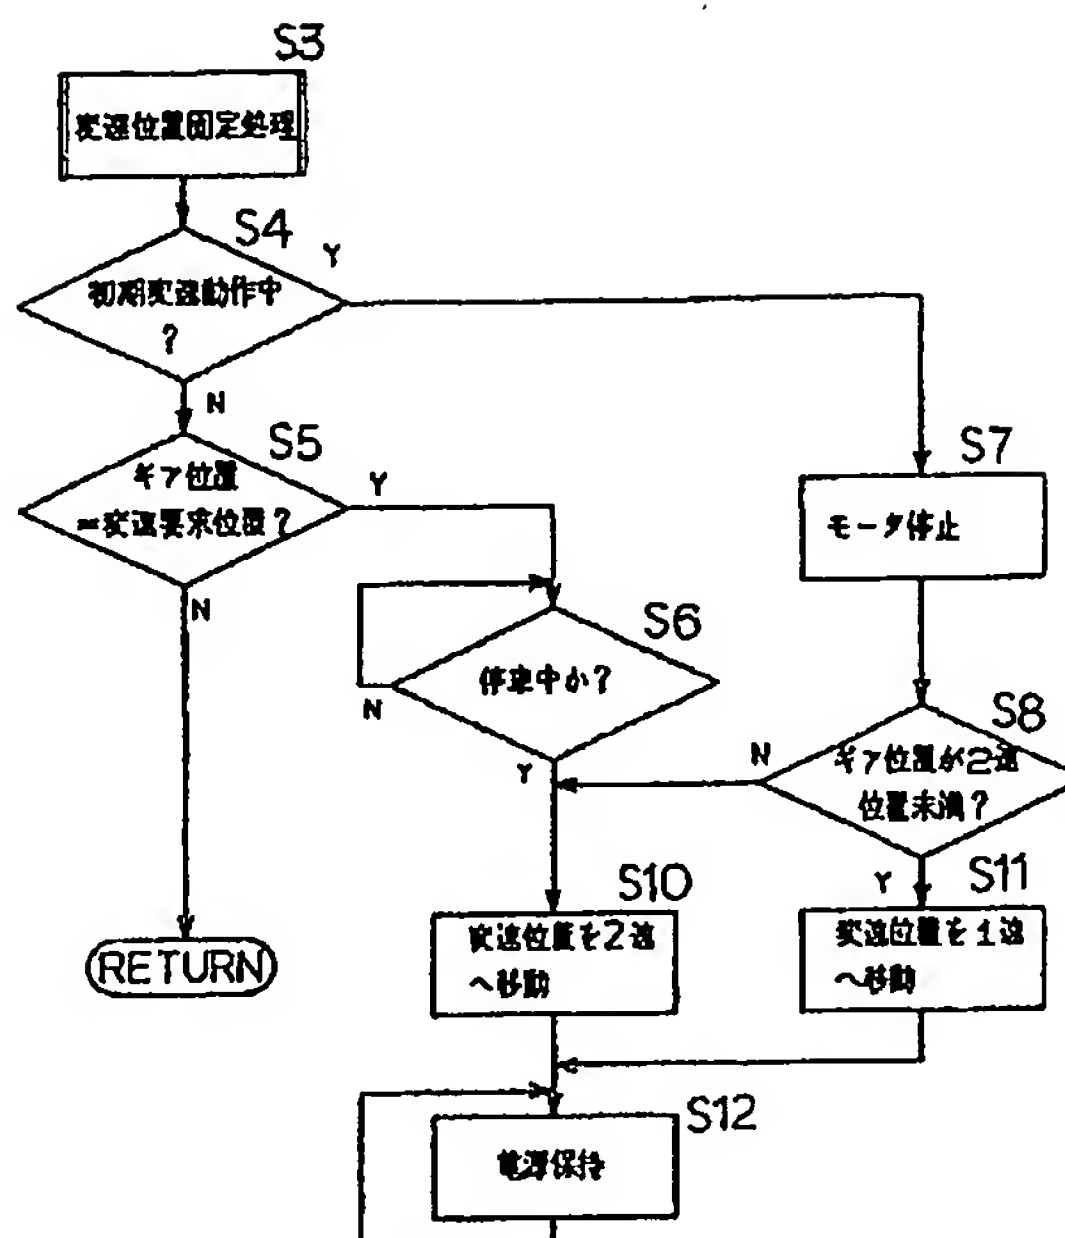 S3
変速位置固定処理
S4
Y
初期変速動作中
?
N
S5
ギア位置
=変速要求位置?
Y
N
S7
モータ停止
S6
停車中か?
N
Y
S8
ギア位置が2速
位置未満?
N
Y
S10
変速位置を2速
へ移動
S11
変速位置を1速
へ移動
RETURN
S12
電源保持